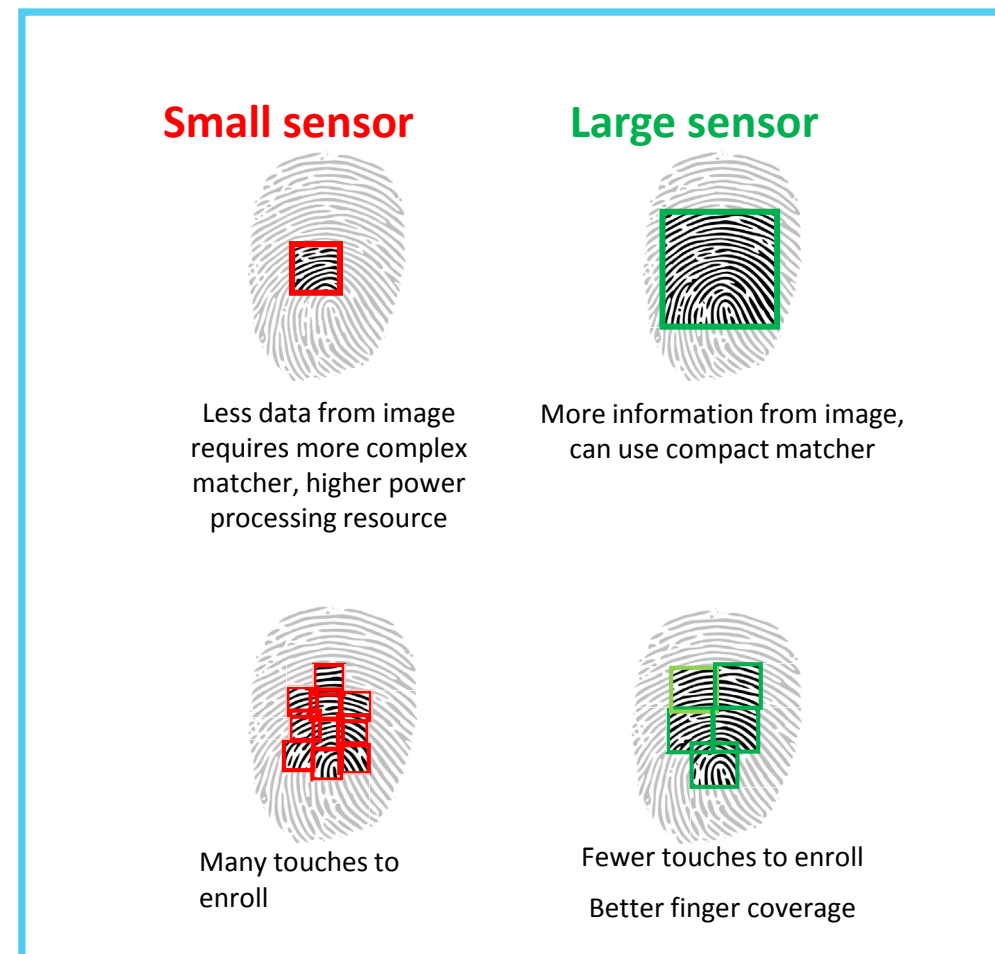 Small sensor
Large sensor
Less data from image
requires more complex
matcher, higher power
processing resource
More information from image,
can use compact matcher
Many touches to
enroll
Fewer touches to enroll
Better finger coverage